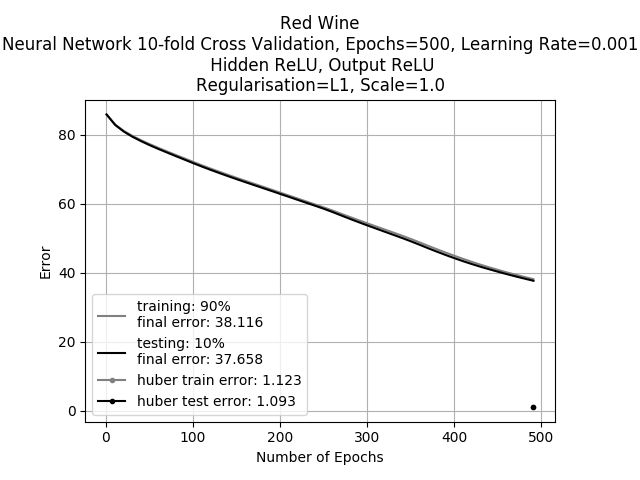 Red Wine
Neural Network 10-fold Cross Validation, Epochs=500, Learning Rate=0.001
Hidden ReLU, Output ReLU
Regularisation=L1, Scale=1.0
80
60
40
20
0
Error
training: 90%
final error: 38.116
testing: 10%
final error: 37.658
huber train error: 1.123
huber test error: 1.093
0 100 200 300 400 500
Number of Epochs